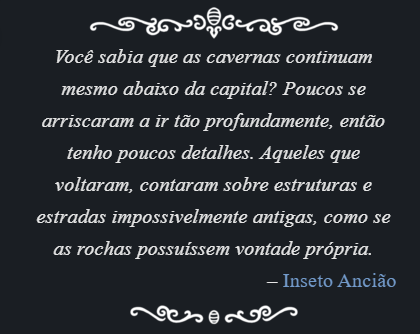 Você sabia que as cavernas continuam
mesmo abaixo da capital? Poucos se
arriscaram a ir tão profundamente, então
tenho poucos detalhes. Aqueles que
voltaram, contaram sobre estruturas e
estradas impossivelmente antigas, como se
as rochas possuíssem vontade própria.
– Inseto Ancião